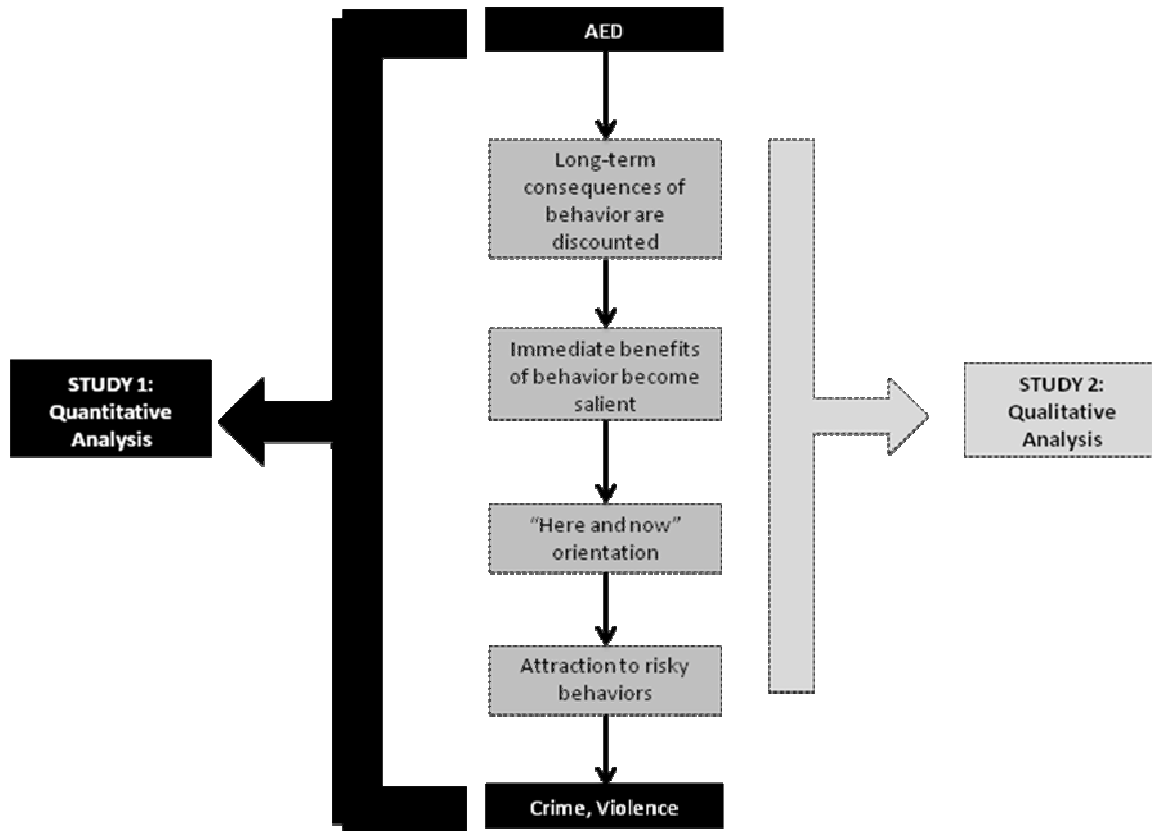 AED
Long-term
consequences of
behavior are
discounted
Immediate benefits
of behavior become
salient
"Here and now"
orientation
Attraction to risky
behaviors
Crime, Violence
STUDY 1:
Quantitative
Analysis
STUDY 2:
Qualitative
Analysis